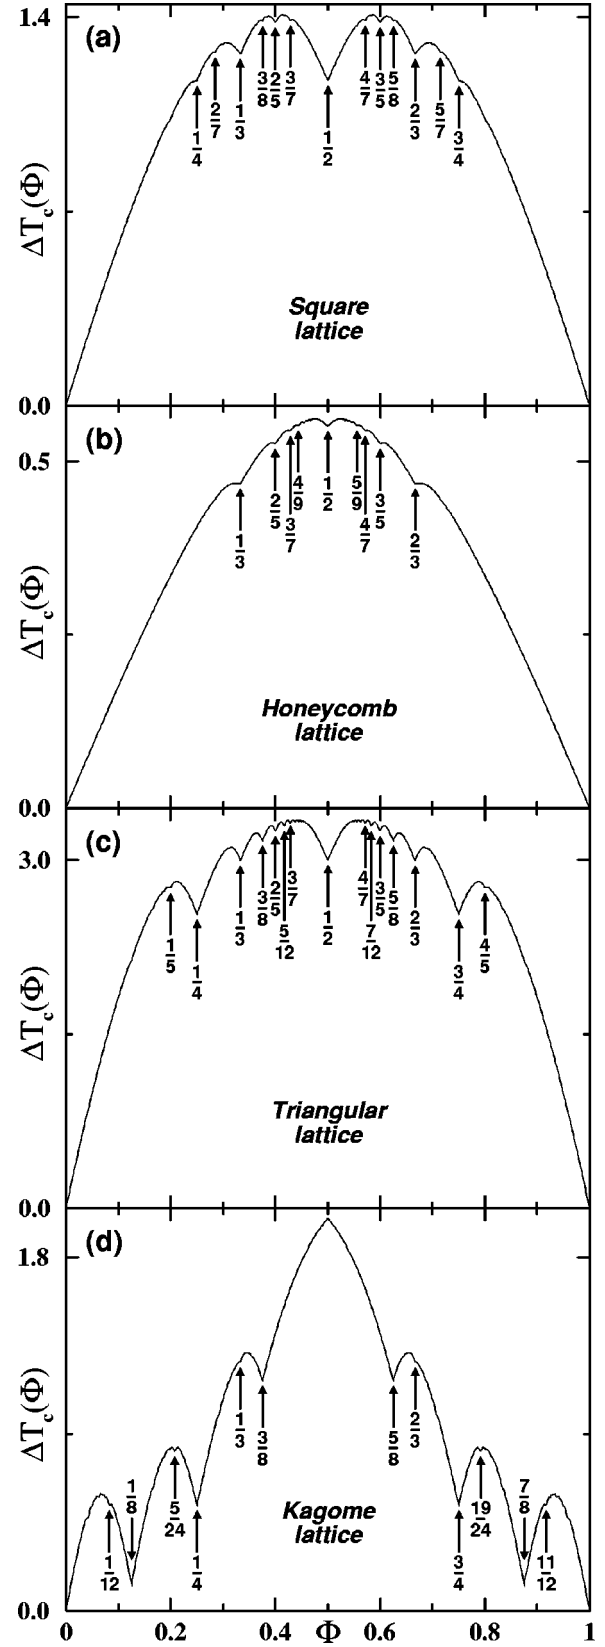 1.4
(a)
3/8 2/5 3/7 4/7 3/5 5/8
2/7 1/3 2/3 5/7
1/4 1/2 3/4
ΔTc(Φ)
Square
lattice
0.0
(b)
0.5
4/9 1/2 5/9
2/5 3/5
3/7 4/7
1/3 2/3
ΔTc(Φ)
Honeycomb
lattice
0.0
(c)
3.0
3/7 4/7
3/8 2/5 3/5 5/8
1/3 1/2 2/3
5/12 7/12
1/5 4/5
1/4 3/4
ΔTc(Φ)
Triangular
lattice
0.0
(d)
1.8
ΔTc(Φ)
1/3 3/8 5/8 2/3
1/8 7/8
5/24 19/24
Kagome
lattice
1/12 1/4 3/4 11/12
0.0
0 0.2 0.4 Φ 0.6 0.8 1